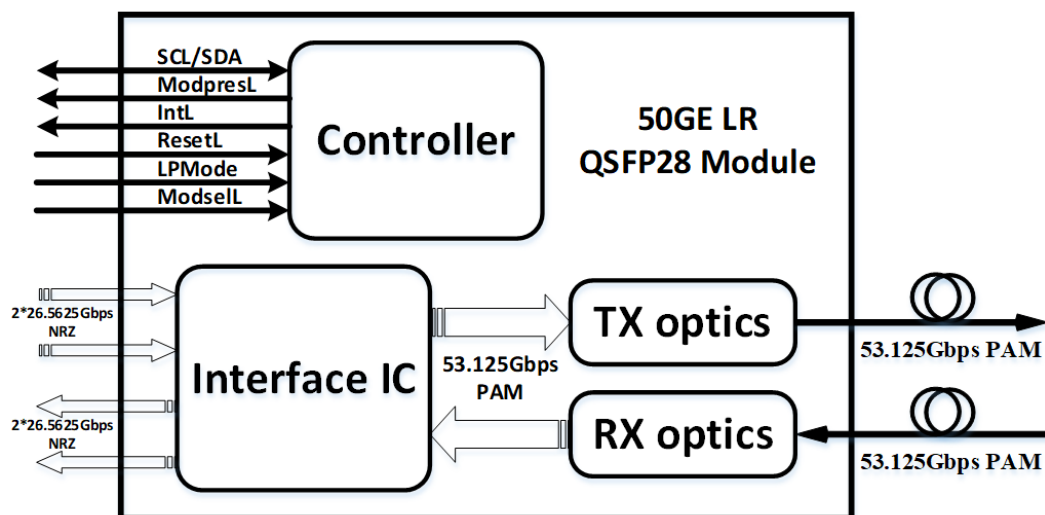 SCL/SDA
ModpresL
IntL
ResetL
LPMode
ModselL
Controller
50GE LR
QSFP28 Module
2*26.5625Gbps
NRZ
2*26.5625Gbps
NRZ
Interface IC
53.125Gbps
PAM
TX optics
RX optics
53.125Gbps PAM
53.125Gbps PAM